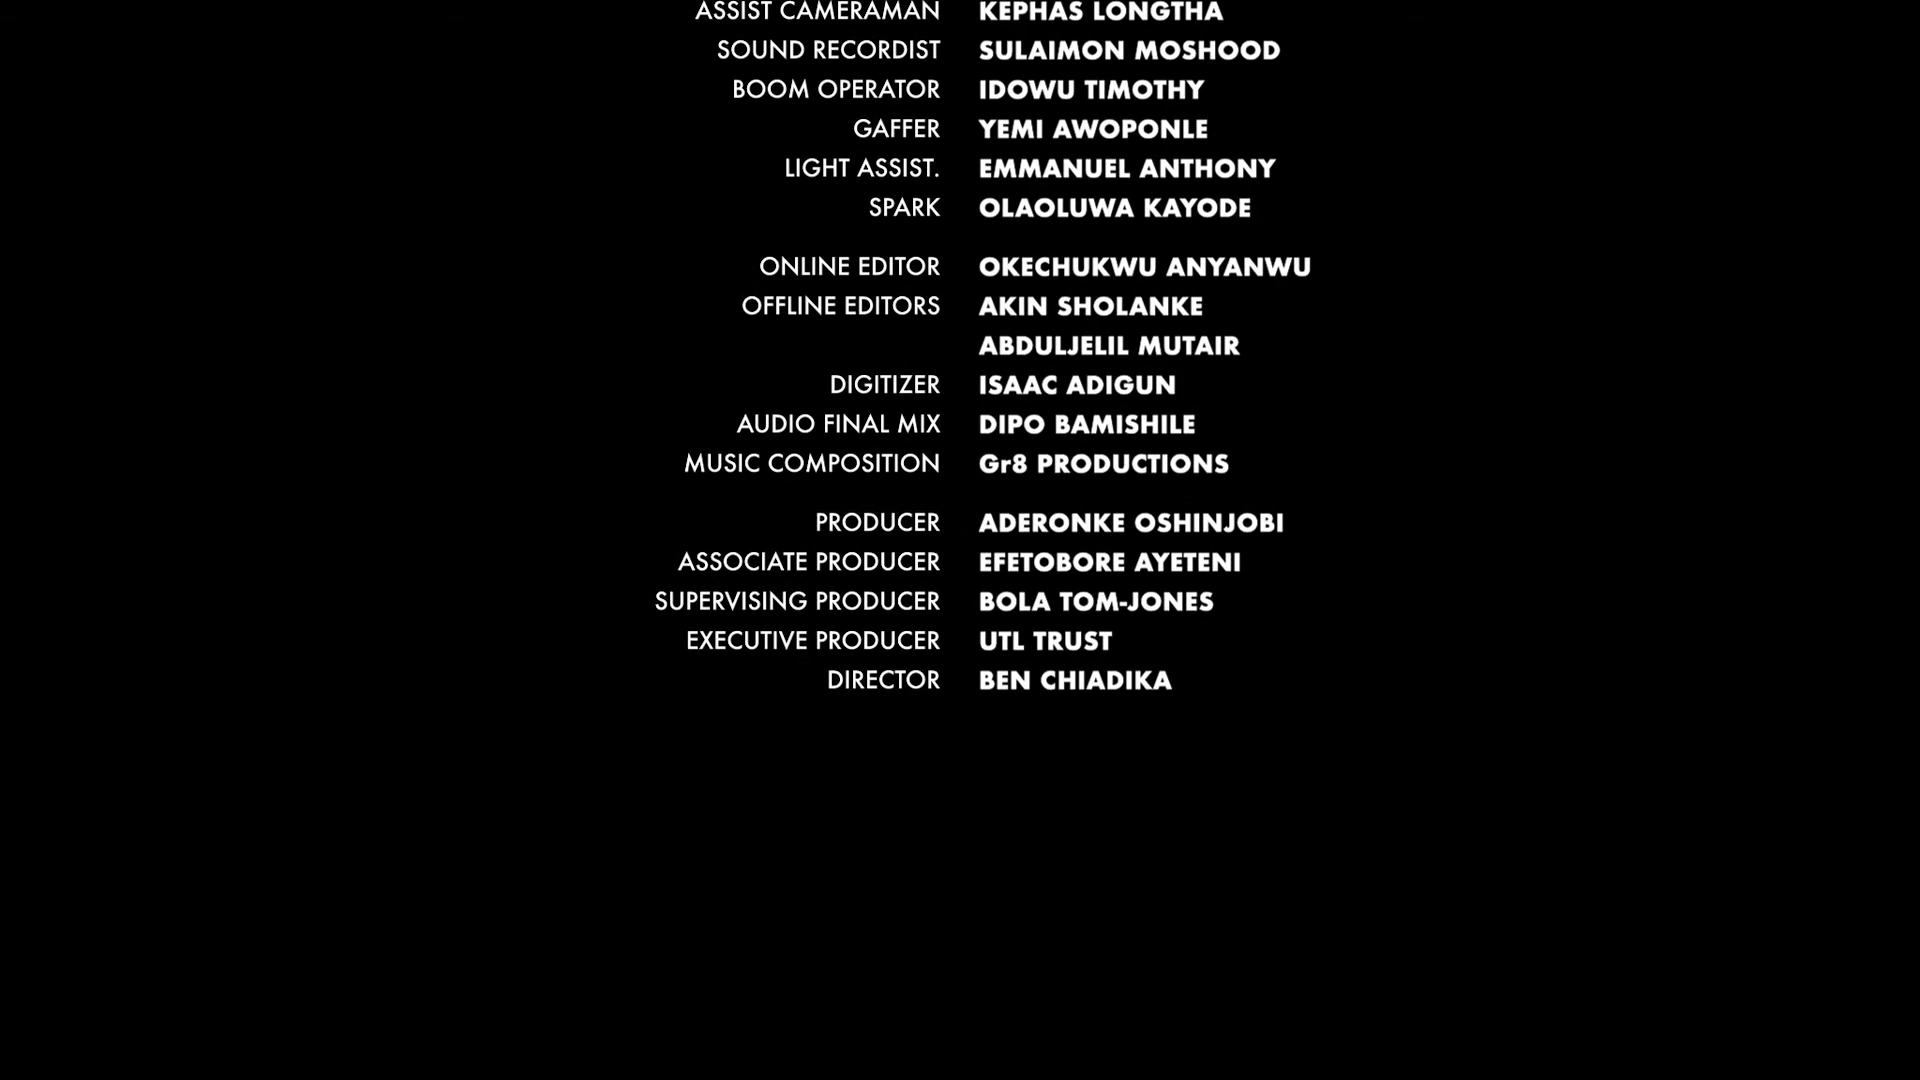 ASSIST CAMERAMAN KEPHAS LONGTHA
SOUND RECORDIST SULAIMON MOSHOOD
BOOM OPERATOR IDOWU TIMOTHY
GAFFER YEMI AWOPONLE
LIGHT ASSIST. EMMANUEL ANTHONY
SPARK OLAOLUWA KAYODE
ONLINE EDITOR OKECHUKWU ANYANWU
OFFLINE EDITORS AKIN SHOLANKE
ABDULJELIL MUTAIR
DIGITIZER ISAAC ADIGUN
AUDIO FINAL MIX DIPO BAMISHILE
MUSIC COMPOSITION Gr8 PRODUCTIONS
PRODUCER ADERONKE OSHINJOBI
ASSOCIATE PRODUCER EFETOBORE AYETENI
SUPERVISING PRODUCER BOLA TOM-JONES
EXECUTIVE PRODUCER UTL TRUST
DIRECTOR BEN CHIADIKA